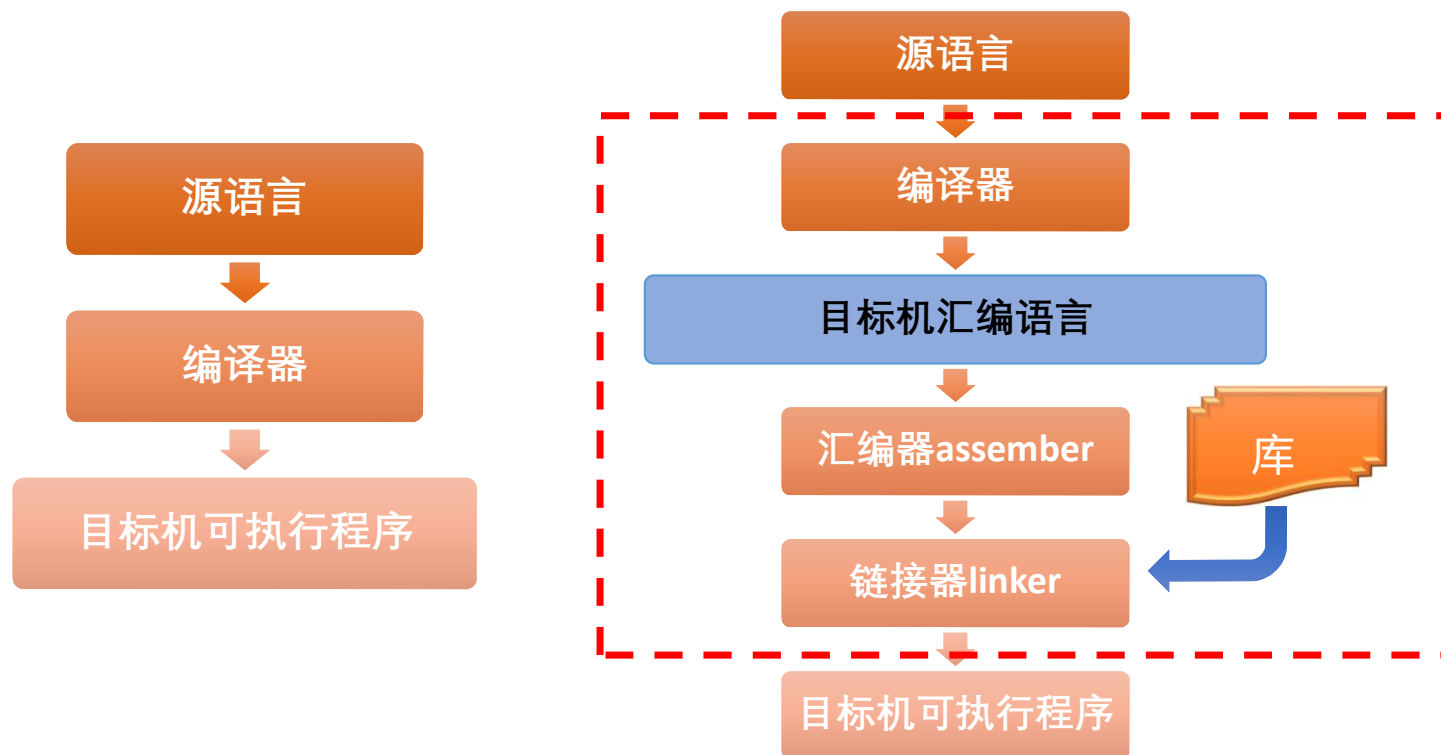 源语言
编译器
目标机可执行程序
源语言
编译器
目标机汇编语言
汇编器assember
库
链接器linker
目标机可执行程序